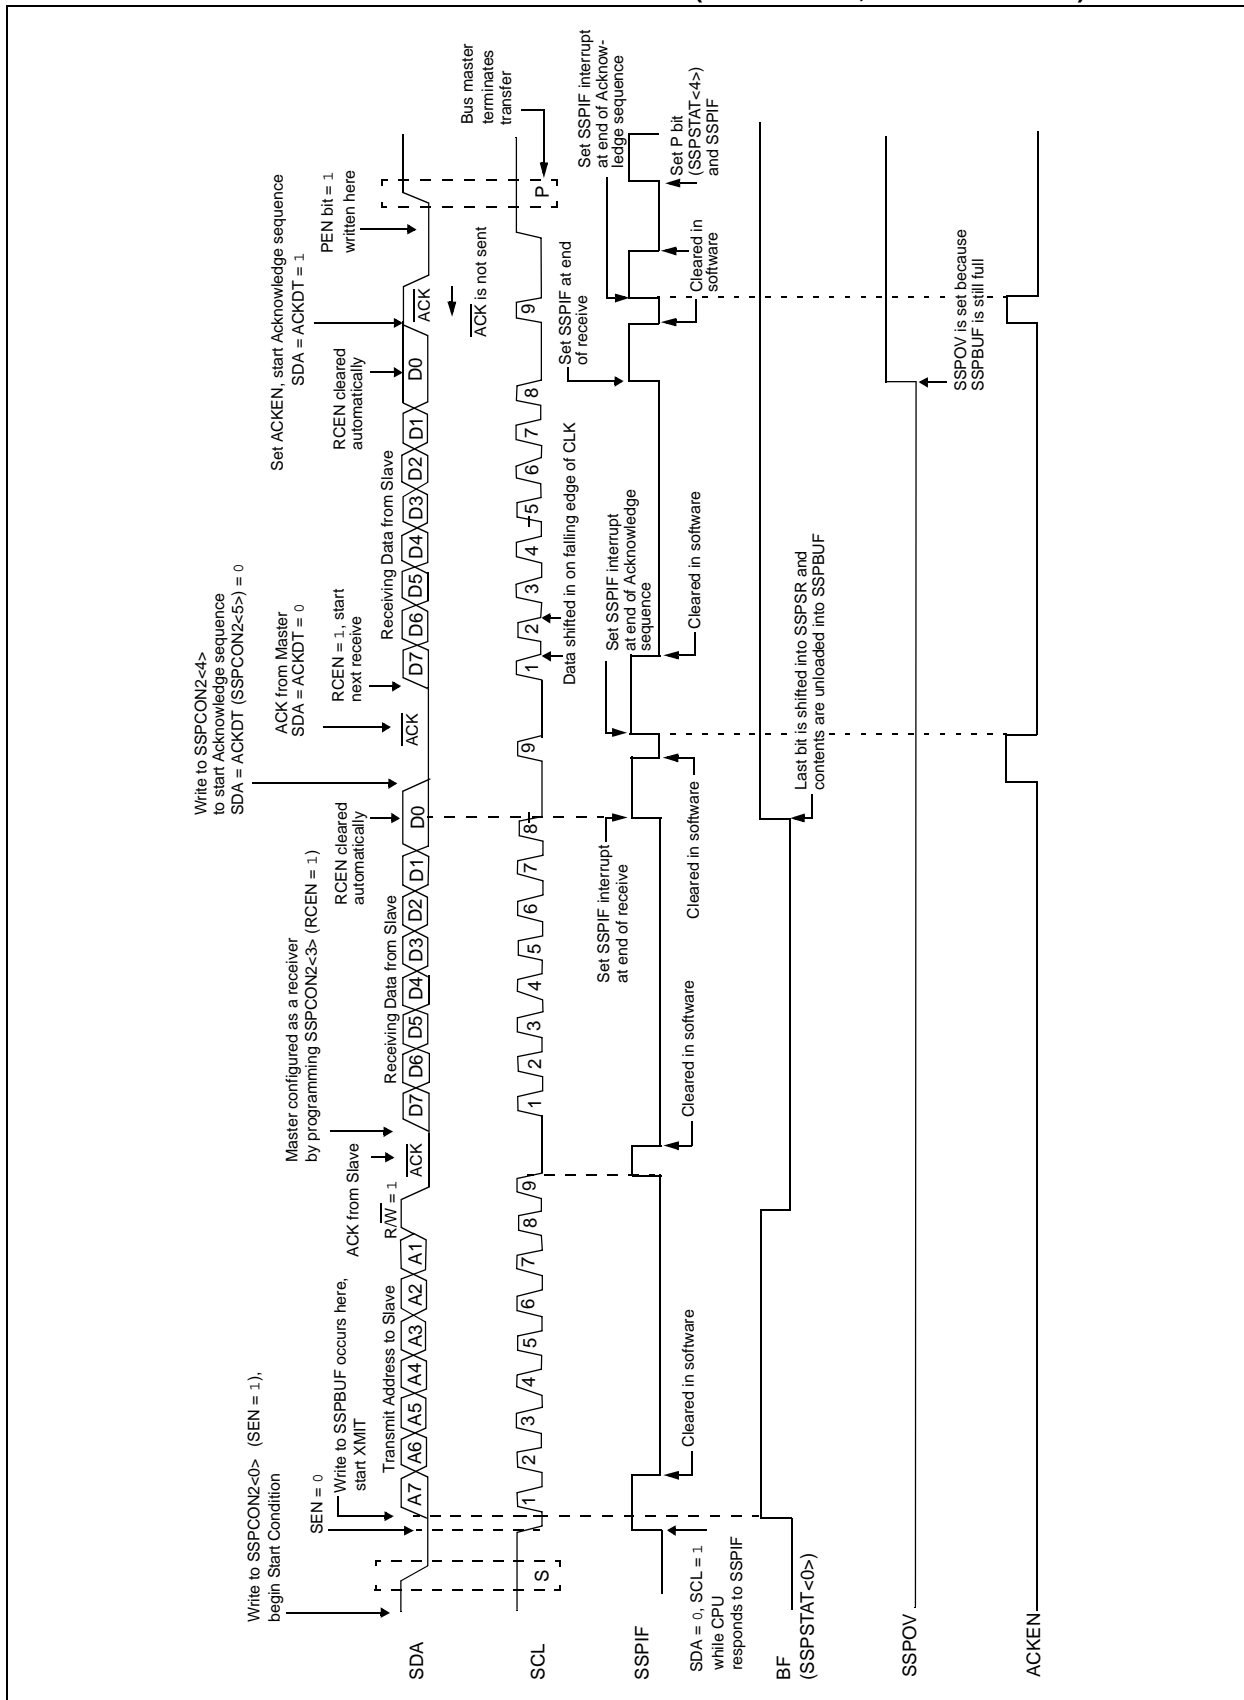 Write to SSPCON2<0> (SEN = 1),
begin Start Condition
SEN = 0
Write to SSPBUF occurs here,
start XMIT
Transmit Address to Slave
ACK from Slave
R/W = 1
Master configured as a receiver
by programming SSPCON2<3> (RCEN = 1)
Receiving Data from Slave
RCEN cleared
automatically
Write to SSPCON2<4>
to start Acknowledge sequence
SDA = ACKDT (SSPCON2<5>) = 0
ACK from Master
SDA = ACKDT = 0
RCEN = 1, start
next receive
Receiving Data from Slave
RCEN cleared
automatically
Set ACKEN, start Acknowledge sequence
SDA = ACKDT = 1
PEN bit = 1
written here
SDA
A7 A6 A5 A4 A3 A2 A1
ACK
D7 D6 D5 D4 D3 D2 D1 D0
ACK
D7 D6 D5 D4 D3 D2 D1 D0
ACK
ACK is not sent
Bus master
terminates
transfer
SCL
S
1 2 3 4 5 6 7 8 9
1 2 3 4 5 6 7 8
9
1 2 3 4 5 6 7 8
9
P
Data shifted in on falling edge of CLK
Set SSPIF interrupt
at end of receive
Set SSPIF interrupt
at end of Acknowledge
sequence
Set SSPIF at end
of receive
Set SSPIF interrupt
at end of Acknow-
ledge sequence
SSPIF
SDA = 0, SCL = 1
while CPU
responds to SSPIF
Cleared in software
Cleared in software
Cleared in software
Cleared in software
Cleared in
software
Set P bit
(SSPSTAT<4>)
and SSPIF
BF
(SSPSTAT<0>)
Last bit is shifted into SSPSR and
contents are unloaded into SSPBUF
SSPOV
SSPOV is set because
SSPBUF is still full
ACKEN